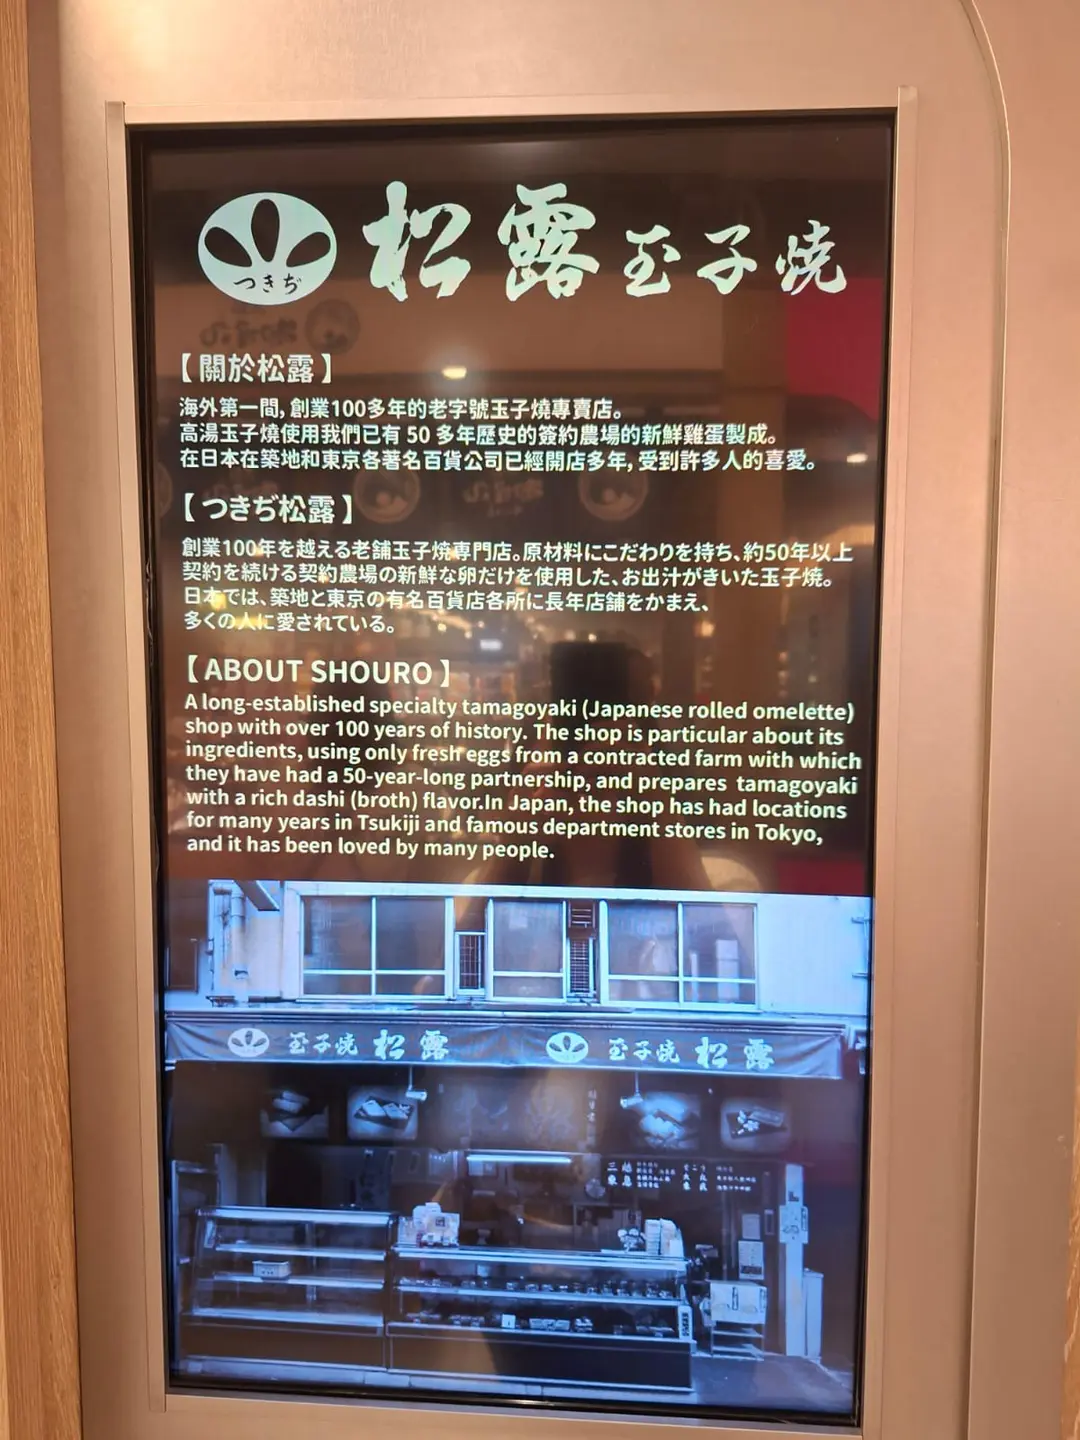 つきぢ
松露玉子焼
【關於松露】
海外第一間，創業100多年的老字號玉子燒專賣店。
高湯玉子燒使用我們已有 50 多年歷史的簽約農場的新鮮雞蛋製成。
在日本在築地和東京各著名百貨公司已經開店多年，受到許多人的喜愛。
【つきぢ松露】
創業100年を越える老舗玉子焼専門店。原材料にこだわりを持ち、約50年以上
契約を続ける契約農場の新鮮な卵だけを使用した、お出汁がきいた玉子焼。
日本では、築地と東京の有名百貨店各所に長年店舗をかまえ、
多くの人に愛されている。
【ABOUT SHOURO】
A long-established specialty tamagoyaki (Japanese rolled omelette)
shop with over 100 years of history. The shop is particular about its
ingredients, using only fresh eggs from a contracted farm with which
they have had a 50-year-long partnership, and prepares tamagoyaki
with a rich dashi (broth) flavor.In Japan, the shop has had locations
for many years in Tsukiji and famous department stores in Tokyo,
and it has been loved by many people.
玉子焼 松露 玉子焼 松露